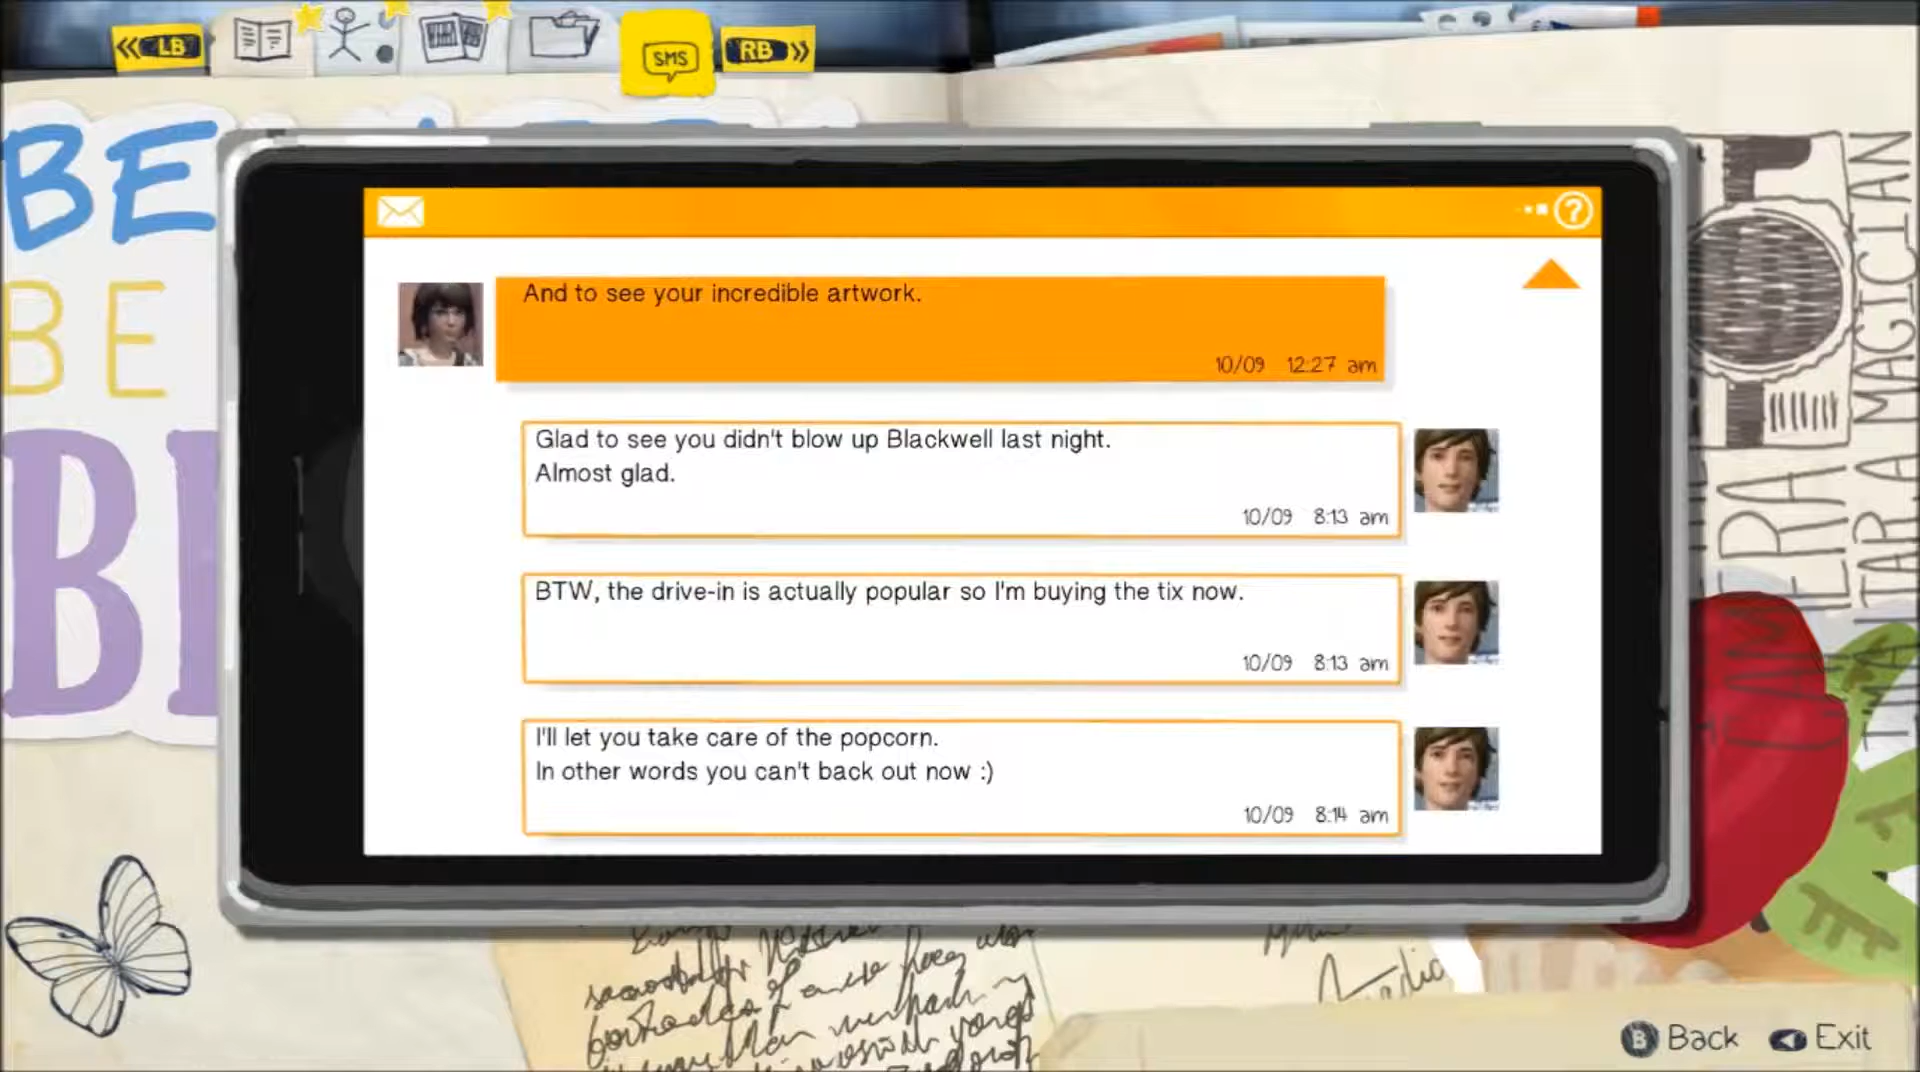 LB
SMS
RB
BE
BE
And to see your incredible artwork.
10/09 12:27 am
Glad to see you didn't blow up Blackwell last night.
Almost glad.
10/09 8:13 am
BTW, the drive-in is actually popular so I'm buying the tix now.
10/09 8:13 am
I'll let you take care of the popcorn.
In other words you can't back out now :)
10/09 8:14 am
CAMERA
MAGICIAN
B Back
Exit